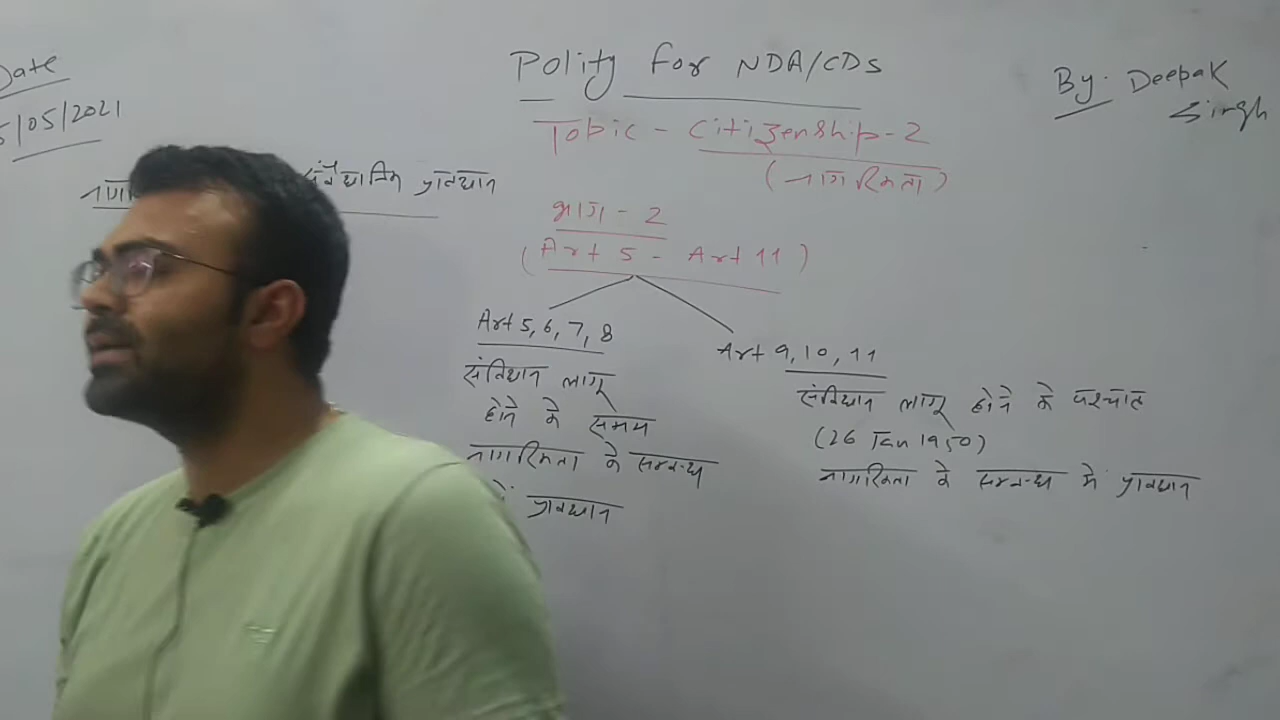 Date
5/05/2021
Polity for NDA/CDS
By: Deepak
Singh
Topic - Citizenship-2
(नागरिकता)
संवैधानिक प्रावधान
भाग - 2
(Art 5 - Art 11)
Art 5, 6, 7, 8
संविधान लागू
होने के समय
नागरिकता के सम्बन्ध
प्रावधान
Art 9, 10, 11
संविधान लागू होने के पश्चात
(26 Jan 1950)
नागरिकता के सम्बन्ध में प्रावधान